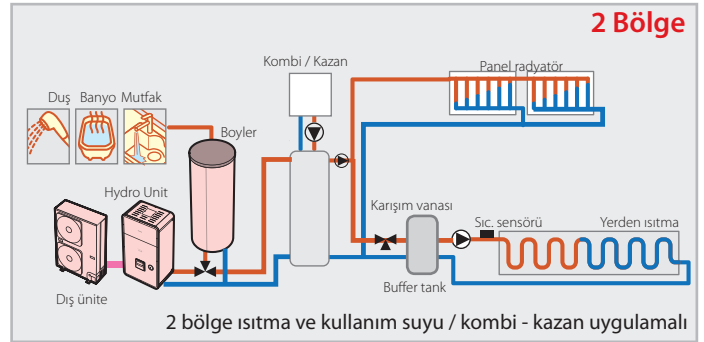 2 Bölge
Kombi / Kazan
Panel radyatör
Duş Banyo Mutfak
Boyler
Hydro Unit
Karışım vanası
Sıc. sensörü
Yerden ısıtma
Dış ünite
Buffer tank
2 bölge ısıtma ve kullanım suyu / kombi - kazan uygulamalı